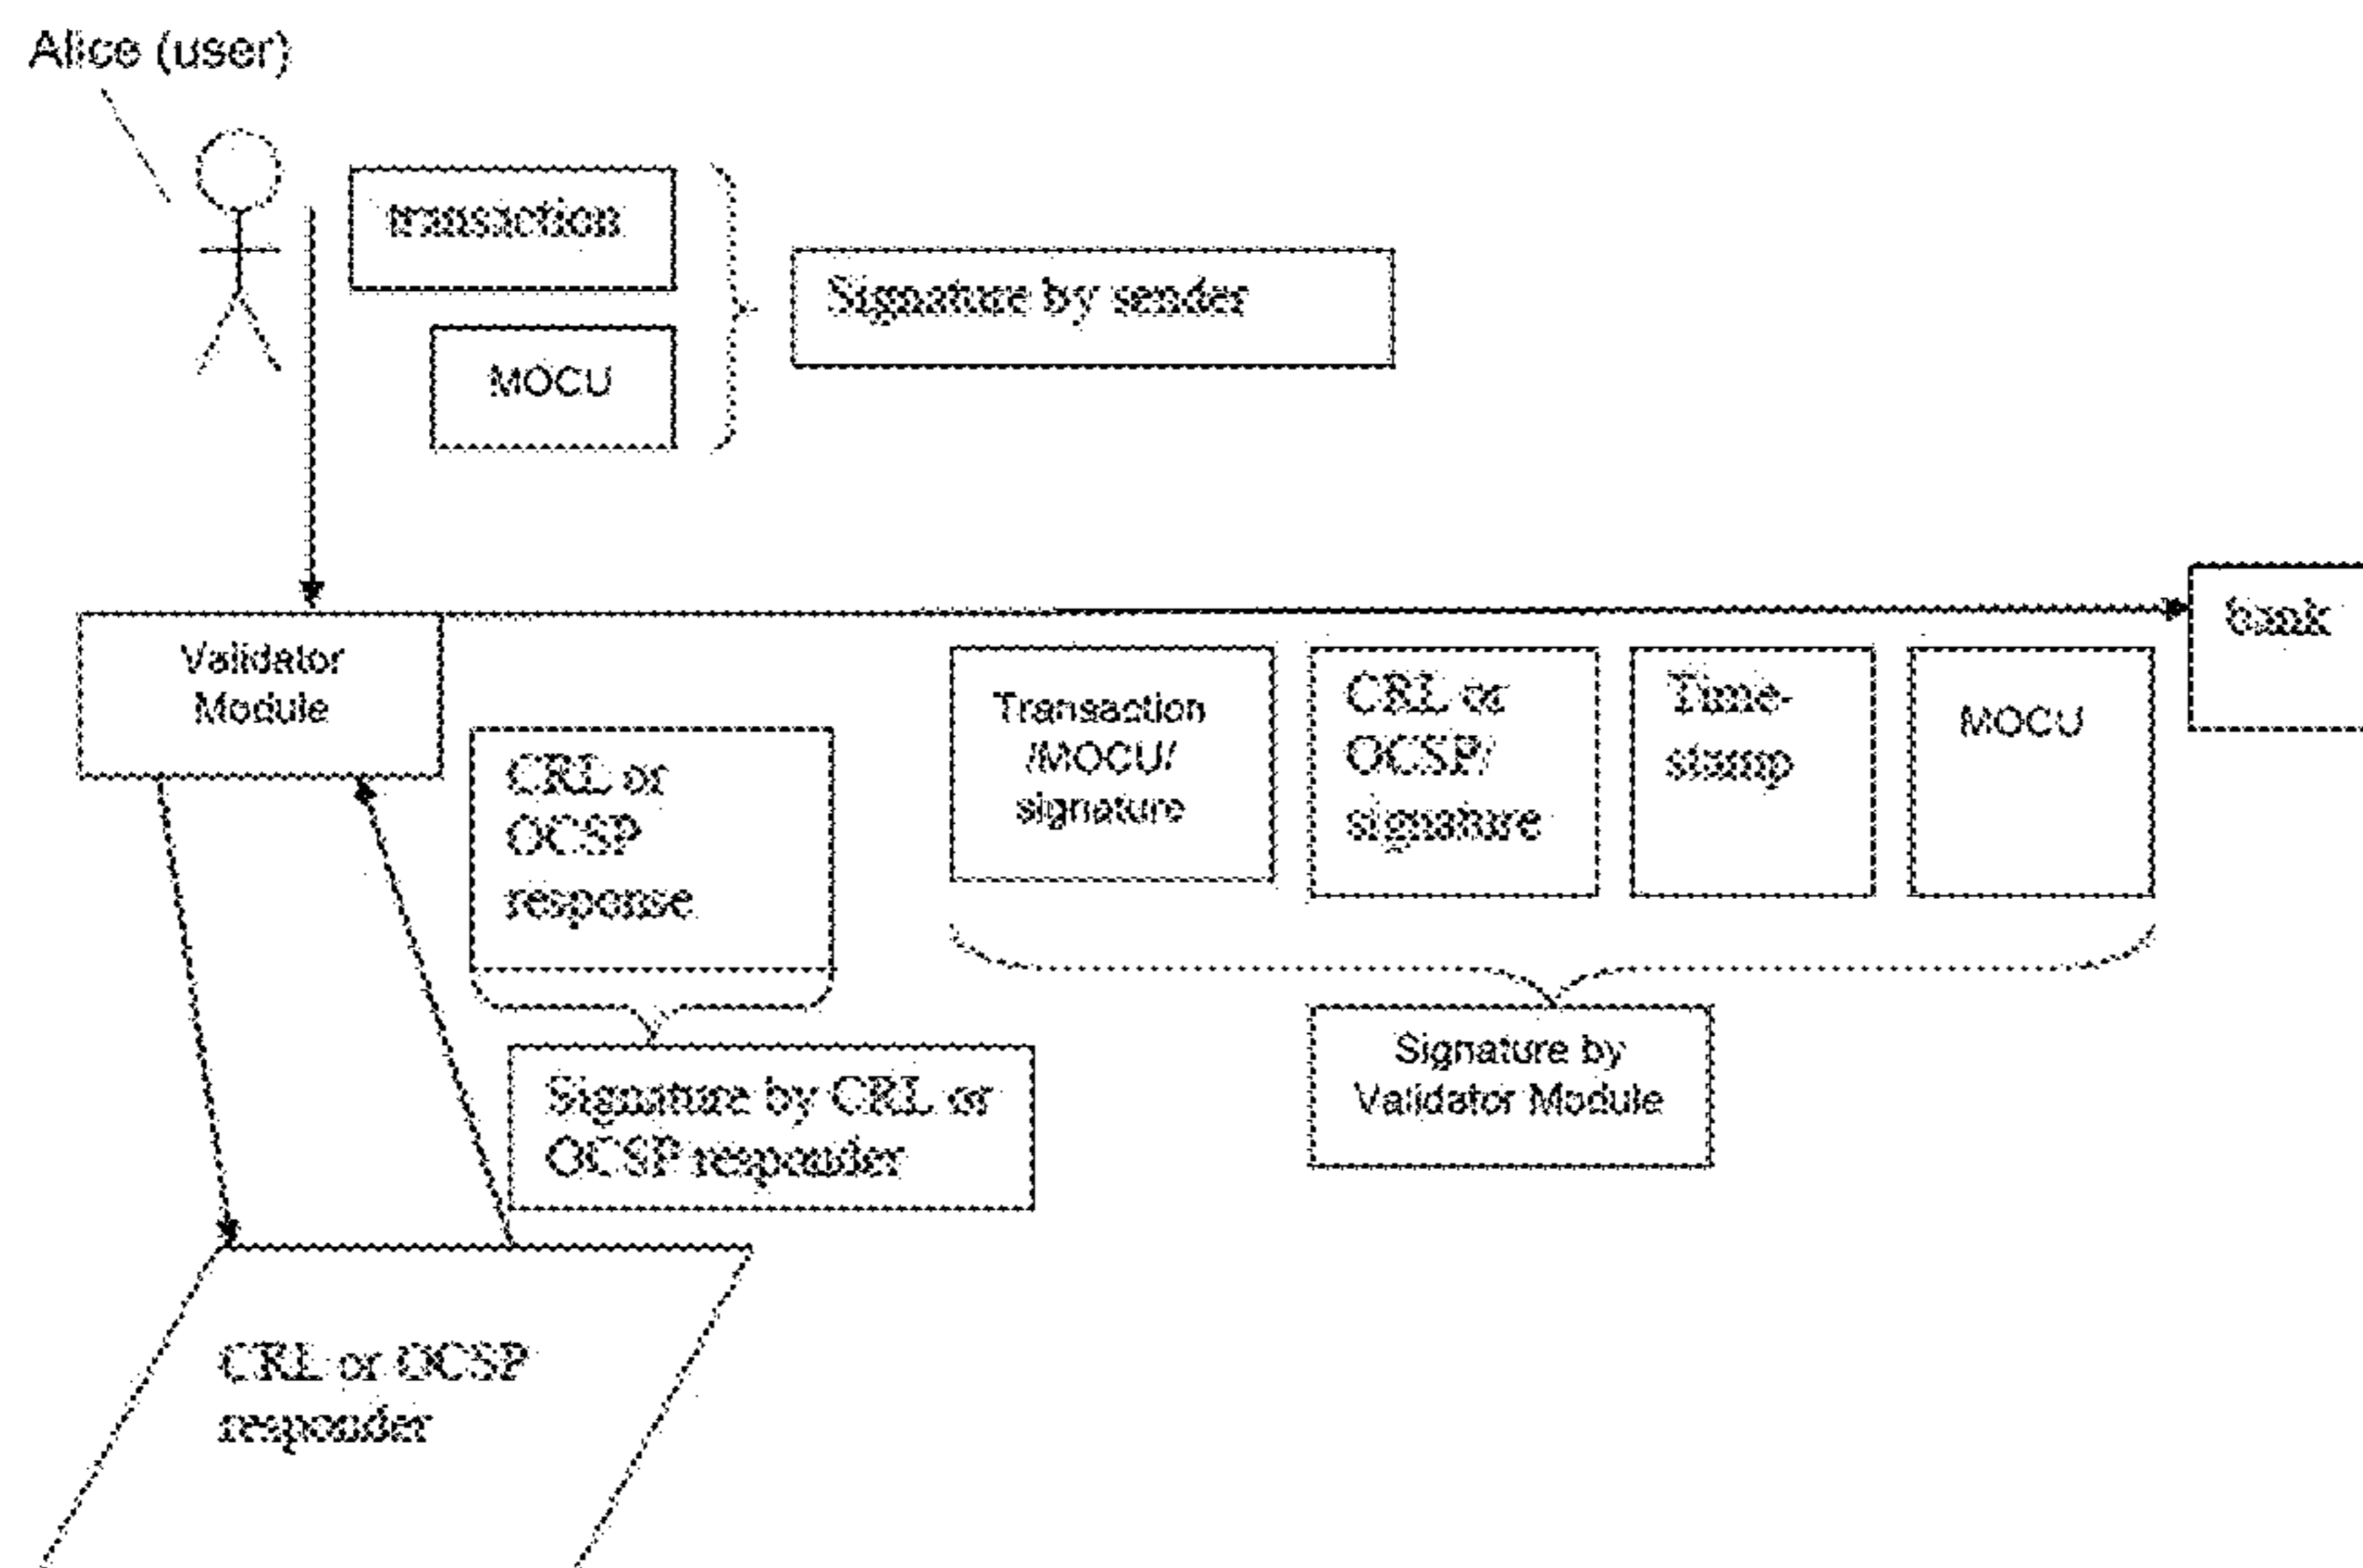 Alice (user)
transaction
Signature by sender
MOCU
bank
Validator
Module
Transaction
/MOCU/
signature
CRL or
OCSP/
signature
Time-
stamp
MOCU
CRL or
OCSP
response
Signature by
Validator Module
Signature by CRL or
OCSP responder
CRL or OCSP
responder